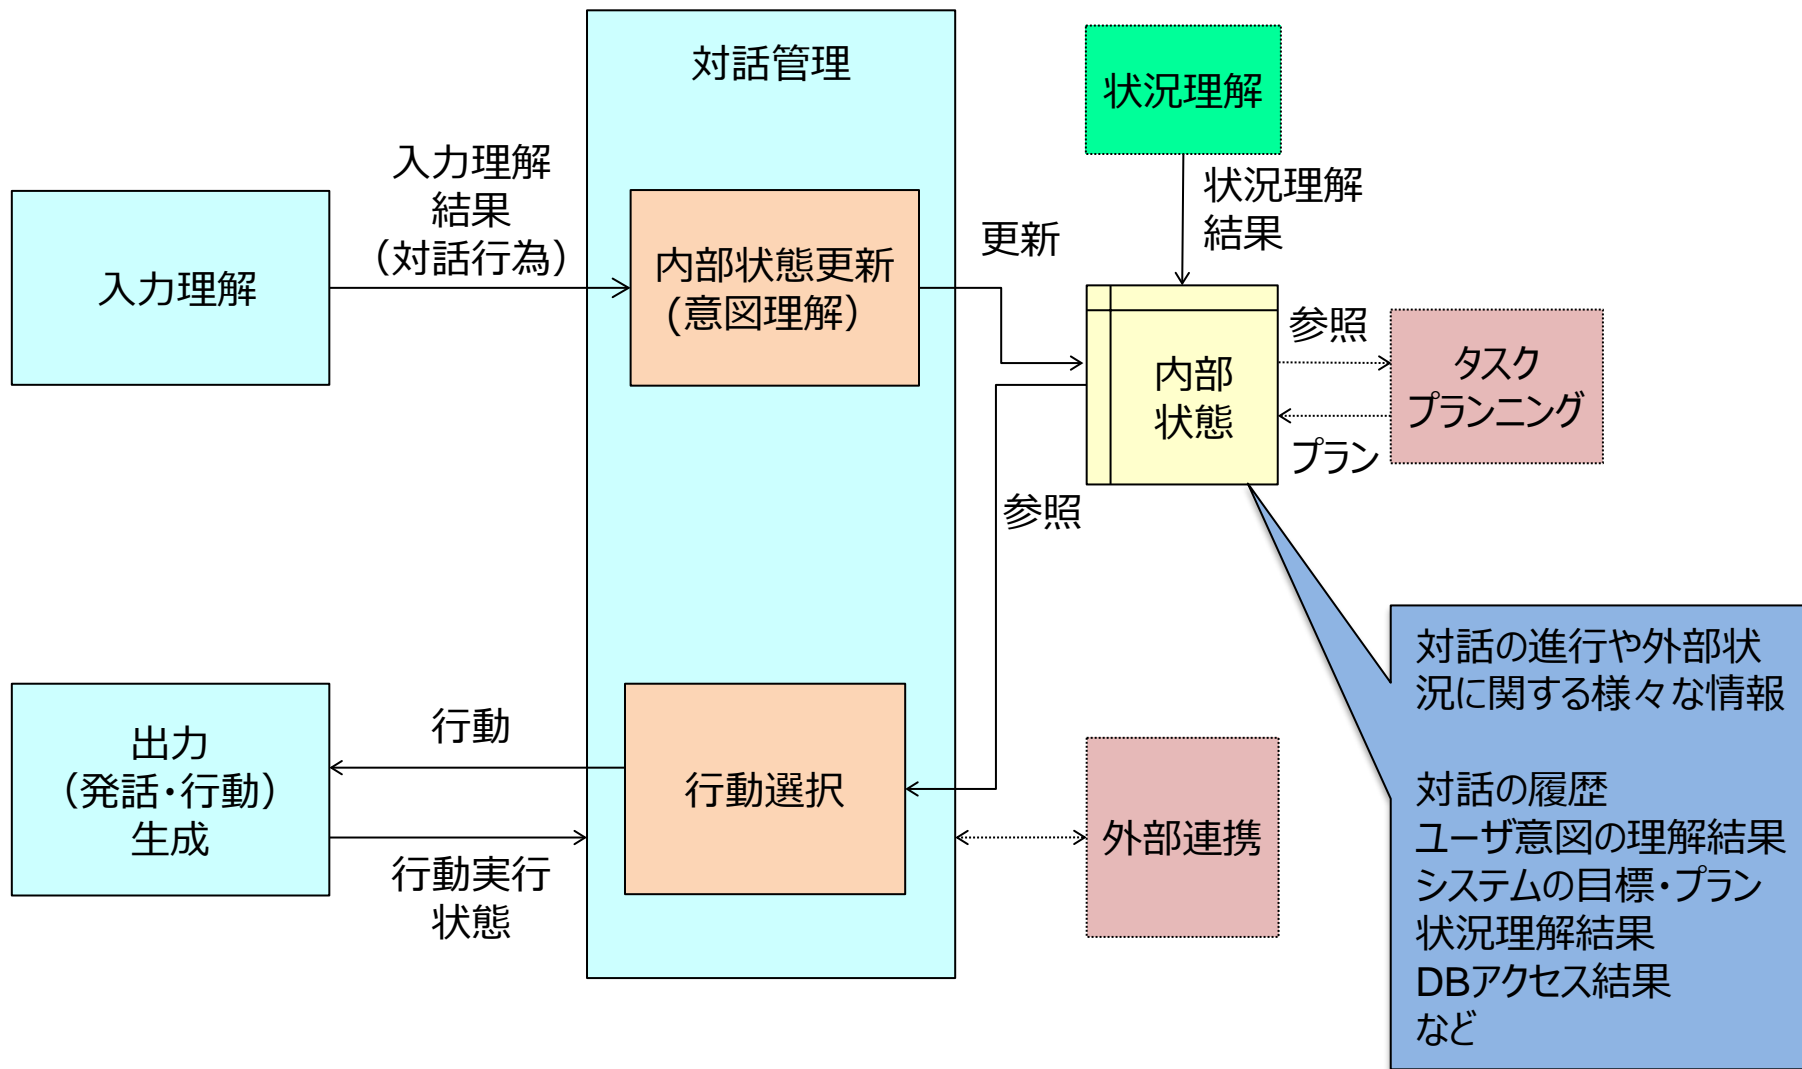 対話管理
状況理解
入力理解
結果
（対話行為）
状況理解
結果
更新
入力理解
内部状態更新
(意図理解）
参照
内部
状態
タスク
プランニング
プラン
参照
対話の進行や外部状
況に関する様々な情報
対話の履歴
ユーザ意図の理解結果
システムの目標・プラン
状況理解結果
DBアクセス結果
など
行動
出力
（発話・行動）
生成
行動選択
外部連携
行動実行
状態